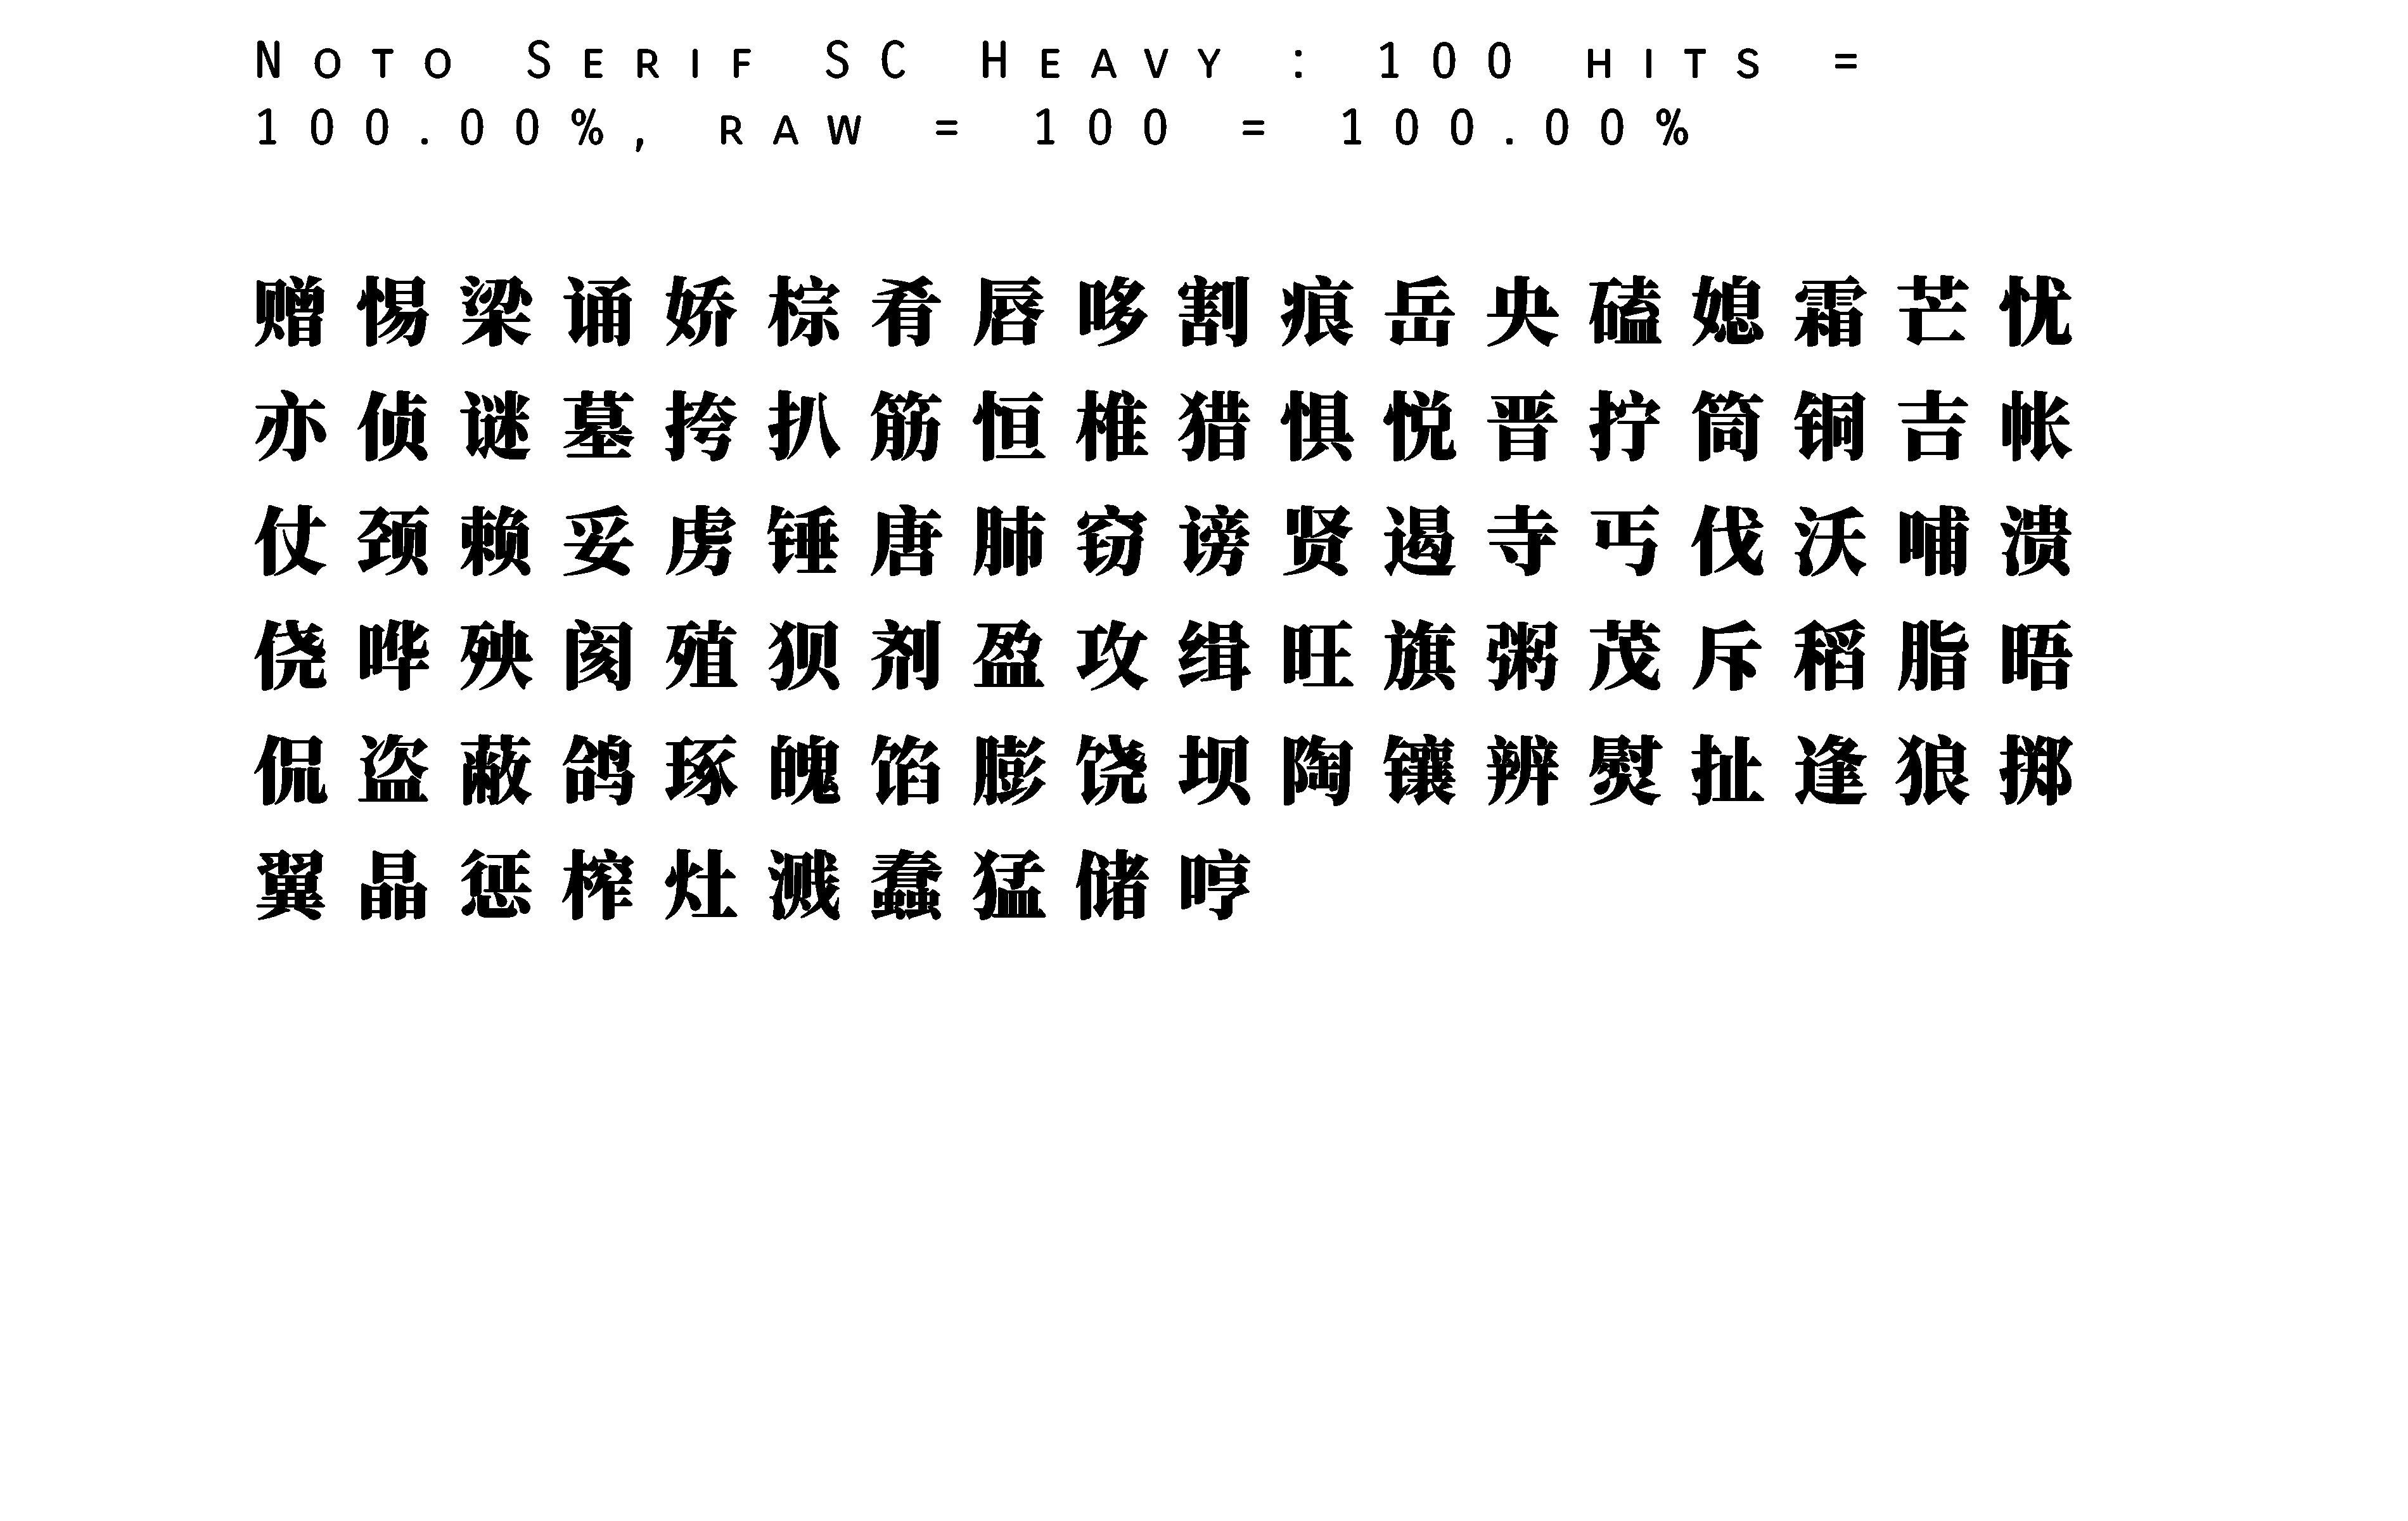 Noto Serif SC Heavy : 100 hits =
100.00%, raw = 100 = 100.00%
赠惕梁诵娇棕肴唇哆割痕岳央磕媳霜芒忧
亦侦谜墓挎扒筋恒椎猎惧悦晋拧筒铜吉帐
仗颈赖妥虏锤唐肺窃谤贤遏寺丐伐沃哺溃
侥哗殃阂殖狈剂盈攻缉旺旗粥茂斥稻脂晤
侃盗蔽鸽琢魄馅膨饶坝陶镶辨熨扯逢狼掷
翼晶惩榨灶溅蠢猛储哼